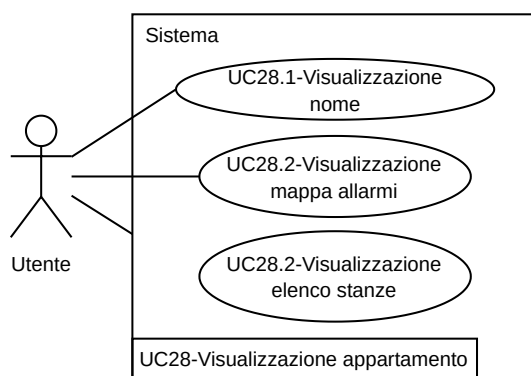 Sistema
UC28.1-Visualizzazione
nome
UC28.2-Visualizzazione
mappa allarmi
UC28.2-Visualizzazione
elenco stanze
Utente
UC28-Visualizzazione appartamento